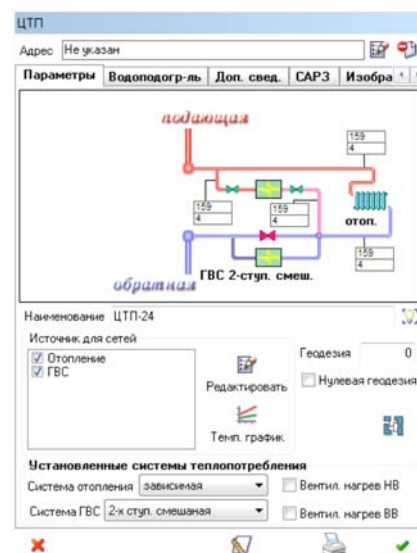 ЦТП
Адрес Не указан
Параметры Водоподогр-ль Доп. свед. САРЗ Изобра
подающая
159
4
159
4
159
4
отоп.
159
4
ГВС 2-ступ. смеш.
обратная
Наименование ЦТП-24
Источник для сетей
Отопление
ГВС
Редактировать
Темп. график
Геодезия 0
Нулевая геодезия
Установленные системы теплопотребления
Система отопления зависимая Вентил. нагрев НВ
Система ГВС 2-х ступ. смешаная Вентил. нагрев ВВ